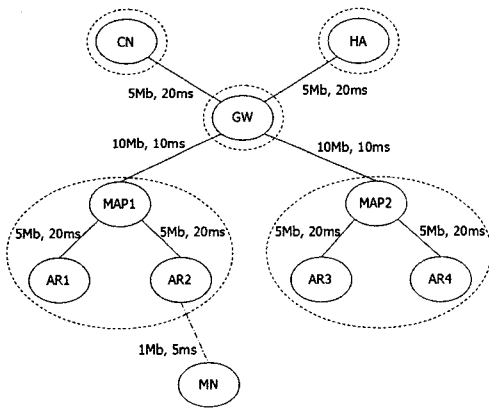 CN
HA
5Mb, 20ms
5Mb, 20ms
GW
10Mb, 10ms
10Mb, 10ms
MAP1
MAP2
5Mb, 20ms
5Mb, 20ms
5Mb, 20ms
5Mb, 20ms
AR1
AR2
AR3
AR4
1Mb, 5ms
MN